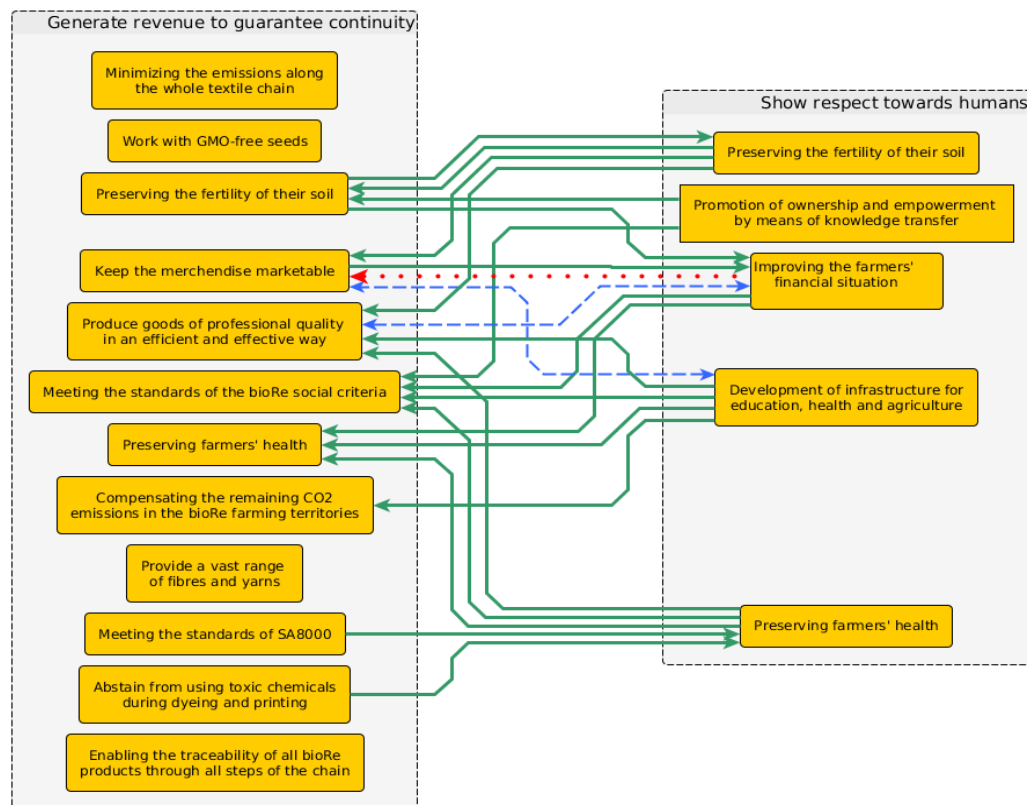 Generate revenue to guarantee continuity
Minimizing the emissions along
the whole textile chain
Work with GMO-free seeds
Preserving the fertility of their soil
Keep the merchendise marketable
Produce goods of professional quality
in an efficient and effective way
Meeting the standards of the bioRe social criteria
Preserving farmers' health
Compensating the remaining CO2
emissions in the bioRe farming territories
Provide a vast range
of fibres and yarns
Meeting the standards of SA8000
Abstain from using toxic chemicals
during dyeing and printing
Enabling the traceability of all bioRe
products through all steps of the chain
Show respect towards humans
Preserving the fertility of their soil
Promotion of ownership and empowerment
by means of knowledge transfer
Improving the farmers'
financial situation
Development of infrastructure for
education, health and agriculture
Preserving farmers' health